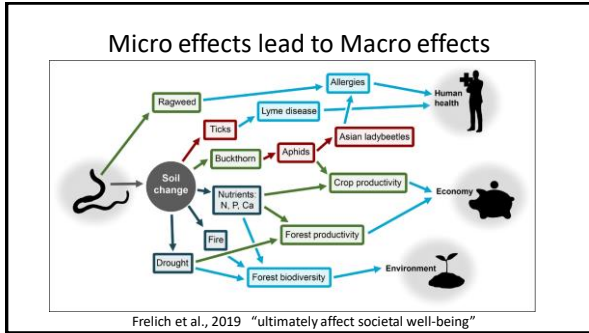 Micro effects lead to Macro effects
Allergies
Human
health
Ragweed
Lyme disease
Ticks
Asian ladybeetles
Buckthorn
Aphids
Soil
change
Nutrients:
N, P, Ca
Crop productivity
Economy
Forest productivity
Fire
Drought
Environment
Forest biodiversity
Frelich et al., 2019 "ultimately affect societal well-being"